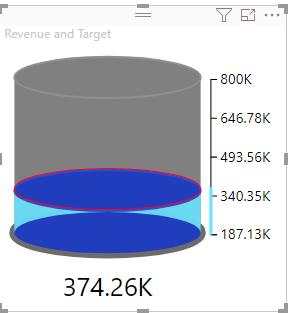 Revenue and Target
800K
646.78K
493.56K
340.35K
187.13K
374.26K